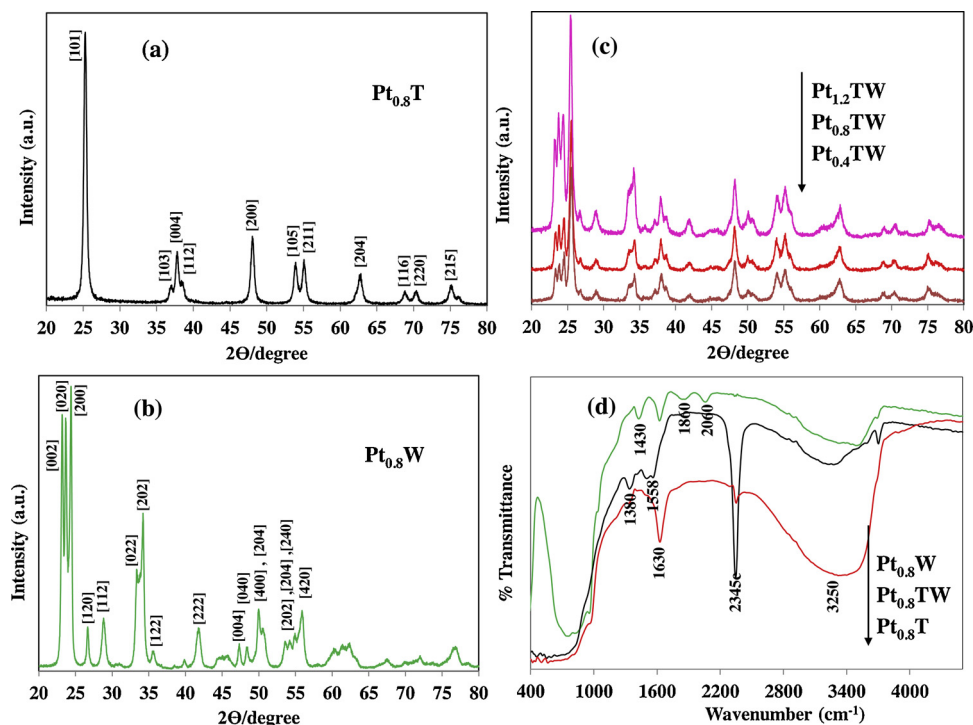 (a)
Pt0.8T
[101]
[103]
[004]
[112]
[200]
[105]
[211]
[204]
[116]
[220]
[215]
Intensity (a.u.)
20 25 30 35 40 45 50 55 60 65 70 75 80
2Θ/degree
(c)
Pt1.2TW
Pt0.8TW
Pt0.4TW
Intensity (a.u.)
20 25 30 35 40 45 50 55 60 65 70 75 80
2Θ/degree
(b)
Pt0.8W
[002]
[020]
[200]
[120]
[112]
[022]
[202]
[122]
[222]
[004]
[040]
[400] , [204]
[202] ,[204] ,[240]
[420]
Intensity (a.u.)
20 25 30 35 40 45 50 55 60 65 70 75 80
2Θ/degree
(d)
1430
1860
2060
1380
1558
1630
2345c
3250
Pt0.8W
Pt0.8TW
Pt0.8T
% Transmittance
400 1000 1600 2200 2800 3400 4000
Wavenumber (cm-1)